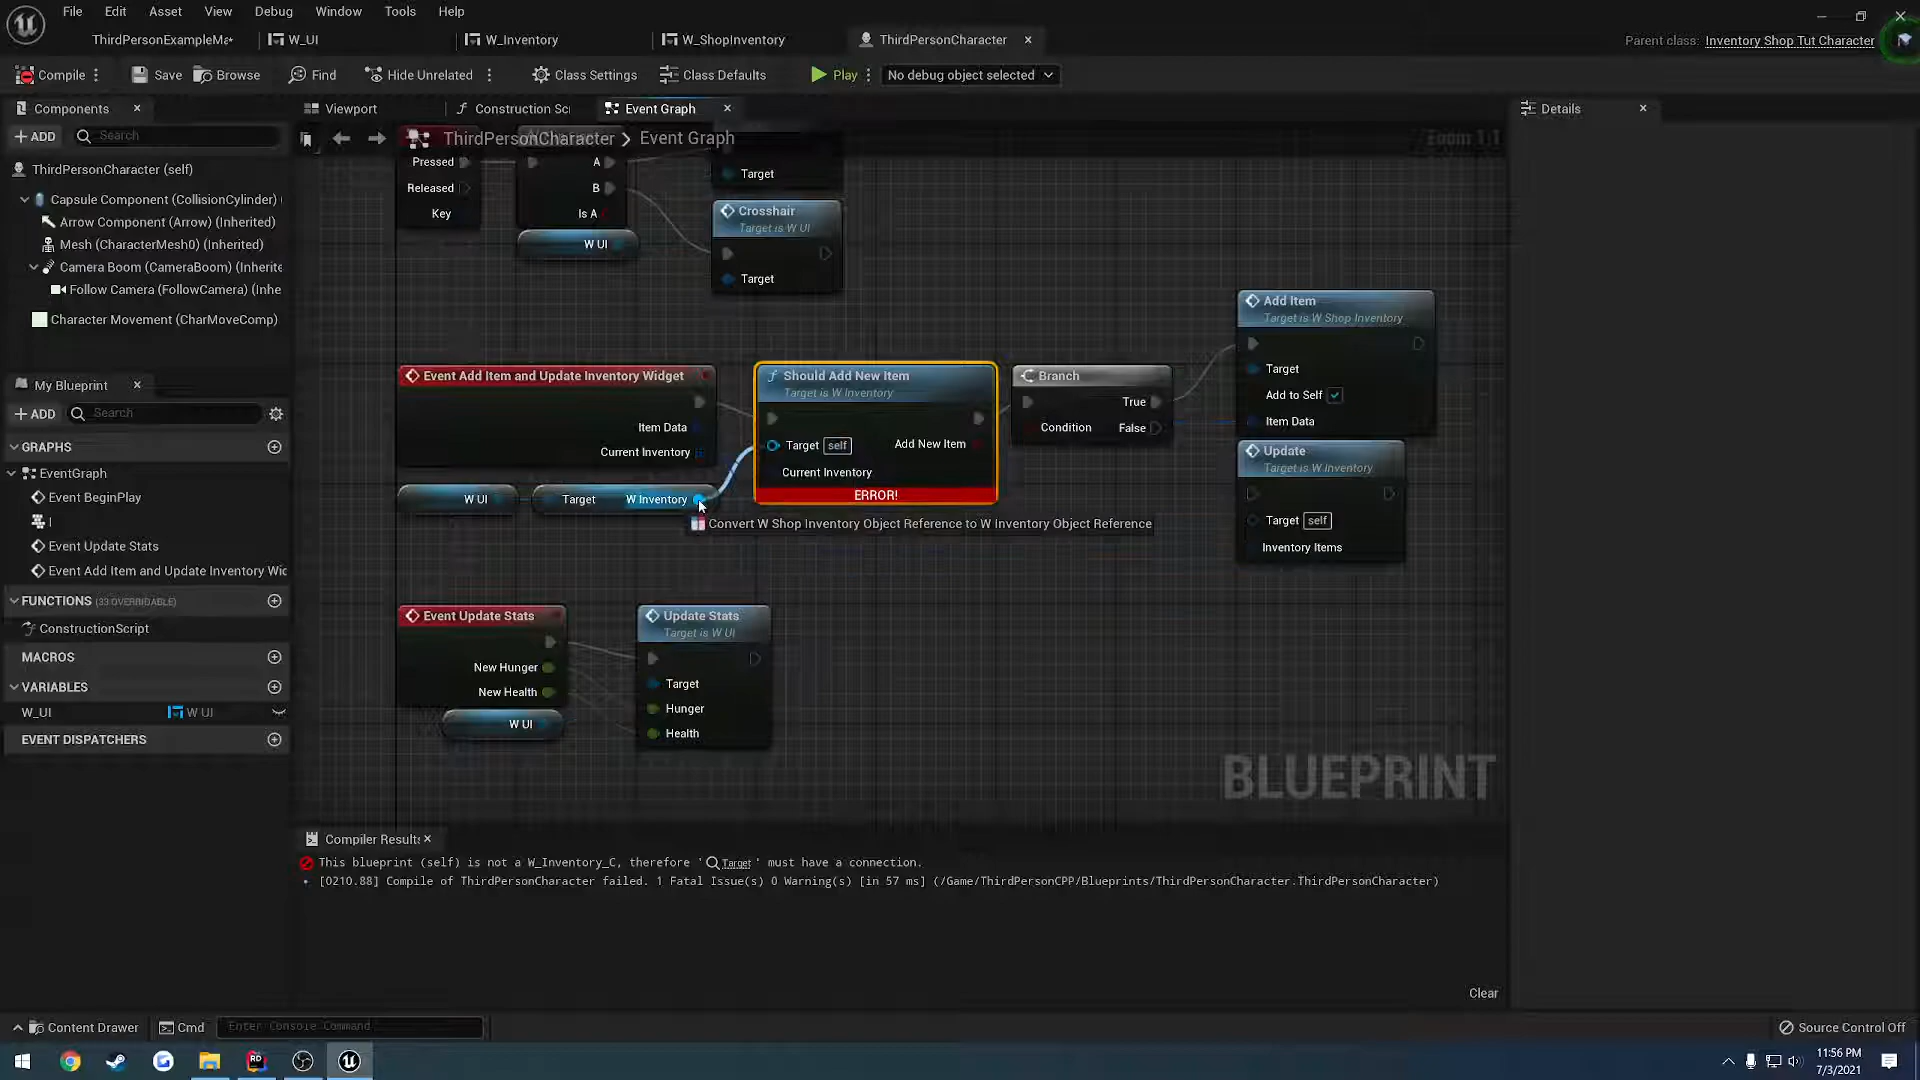 File Edit Asset View Debug Window Tools Help
ThirdPersonExampleMa* W_UI W_Inventory W_ShopInventory ThirdPersonCharacter
Parent class: Inventory Shop Tut Character
Compile Save Browse Find Hide Unrelated Class Settings Class Defaults Play No debug object selected
Components
ADD Search
ThirdPersonCharacter (self)
Capsule Component (CollisionCylinder) (
Arrow Component (Arrow) (Inherited)
Mesh (CharacterMesh0) (Inherited)
Camera Boom (CameraBoom) (Inherite
Follow Camera (FollowCamera) (Inhe
Character Movement (CharMoveComp)
My Blueprint
ADD Search
GRAPHS
EventGraph
Event BeginPlay
I
Event Update Stats
Event Add Item and Update Inventory Wic
FUNCTIONS (33 OVERRIDABLE)
ConstructionScript
MACROS
VARIABLES
W_UI W UI
EVENT DISPATCHERS
Viewport Construction Sc Event Graph
ThirdPersonCharacter > Event Graph
Zoom 1:1
Pressed
Released
Key
A
B
Is A
W UI
Target
Crosshair
Target is W UI
Target
Event Add Item and Update Inventory Widget
Item Data
Current Inventory
W UI
Target W Inventory
Should Add New Item
Target is W Inventory
Target self Add New Item
Current Inventory
ERROR!
Convert W Shop Inventory Object Reference to W Inventory Object Reference
Branch
True
Condition False
Add Item
Target is W Shop Inventory
Target
Add to Self
Item Data
Update
Target is W Inventory
Target self
Inventory Items
Event Update Stats
New Hunger
New Health
W UI
Update Stats
Target is W UI
Target
Hunger
Health
BLUEPRINT
Details
Compiler Results
This blueprint (self) is not a W_Inventory_C, therefore ' Target ' must have a connection.
[0210.88] Compile of ThirdPersonCharacter failed. 1 Fatal Issue(s) 0 Warning(s) [in 57 ms] (/Game/ThirdPersonCPP/Blueprints/ThirdPersonCharacter.ThirdPersonCharacter)
Clear
Content Drawer Cmd Enter Console Command
Source Control Off
RD
11:56 PM
7/3/2021